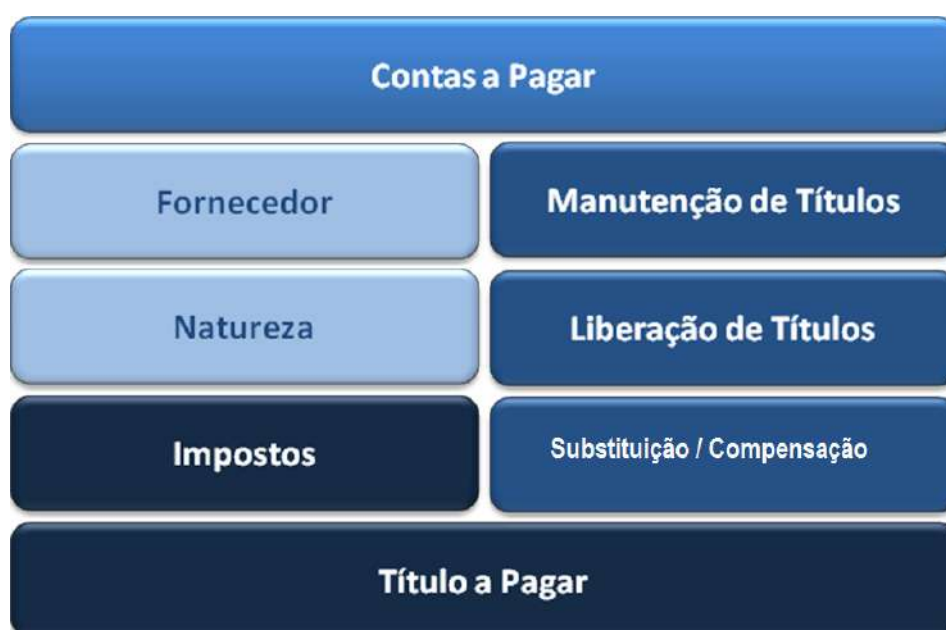 Contas a Pagar
Fornecedor
Manutenção de Títulos
Natureza
Liberação de Títulos
Impostos
Substituição / Compensação
Título a Pagar